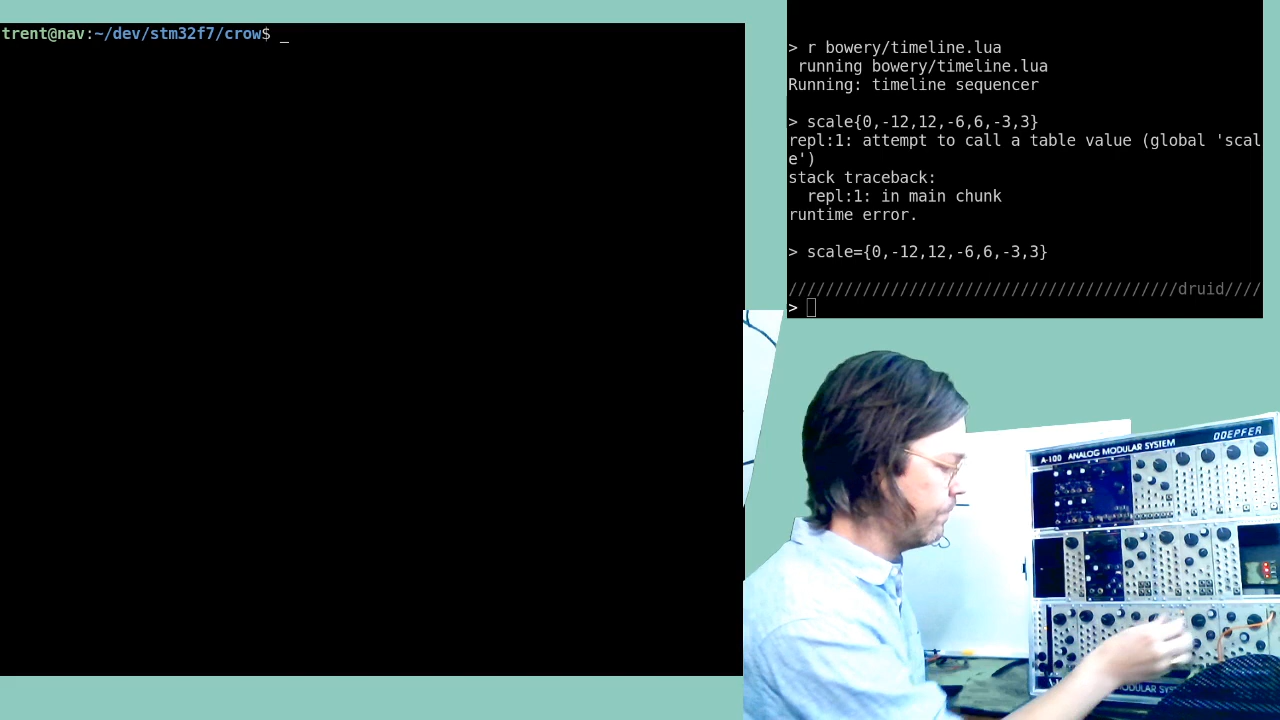 trent@nav:~/dev/stm32f7/crow$ _
> r bowery/timeline.lua
running bowery/timeline.lua
Running: timeline sequencer
> scale{0,-12,12,-6,6,-3,3}
repl:1: attempt to call a table value (global 'scal
e')
stack traceback:
repl:1: in main chunk
runtime error.
> scale={0,-12,12,-6,6,-3,3}
//////////////////////////////////////////druid////
>
A-100 ANALOG MODULAR SYSTEM DOEPFER
MODULAR SYS